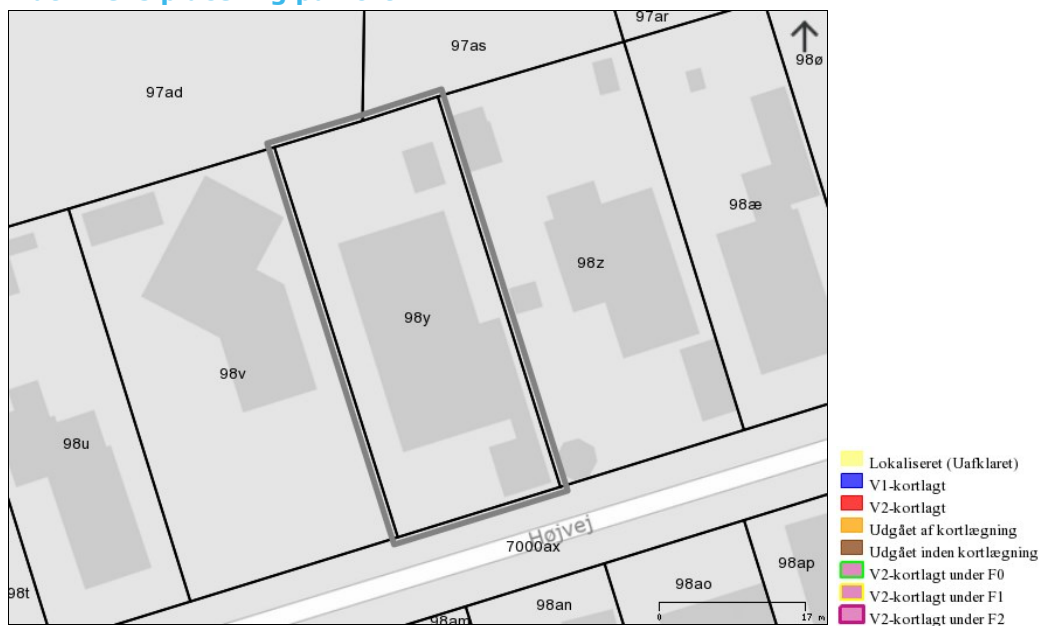 97ar
97as
98ø
97ad
98æ
98z
98y
98v
98u
Højvej
7000ax
98t
98am
98an
98ao
98ap
0
17 m
Lokaliseret (Uafklaret)
V1-kortlagt
V2-kortlagt
Udgået af kortlægning
Udgået inden kortlægning
V2-kortlagt under F0
V2-kortlagt under F1
V2-kortlagt under F2